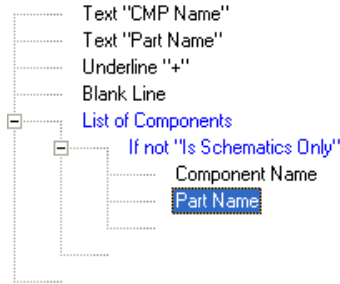 Text "CMP Name"
Text "Part Name"
Underline "+"
Blank Line
List of Components
If not "Is Schematics Only"
Component Name
Part Name